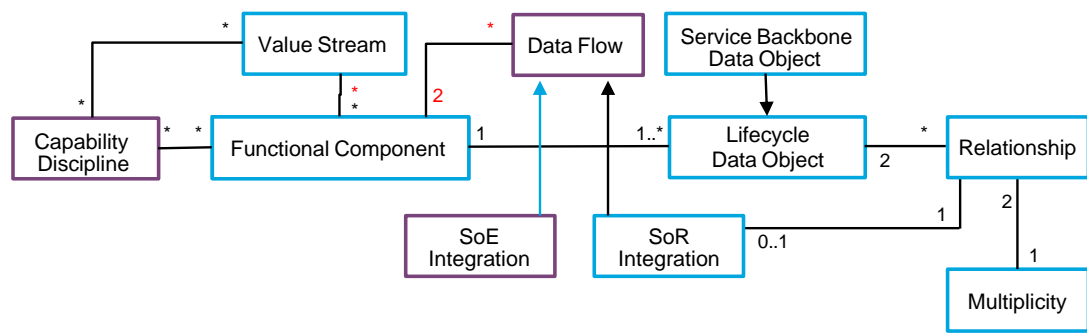 *
Value Stream
*
Data Flow
Service Backbone
Data Object
*
*
2
*
Capability
Discipline
*
*
Functional Component
1
1..*
Lifecycle
Data Object
2
*
Relationship
SoE
Integration
SoR
Integration
0..1
1
2
1
Multiplicity